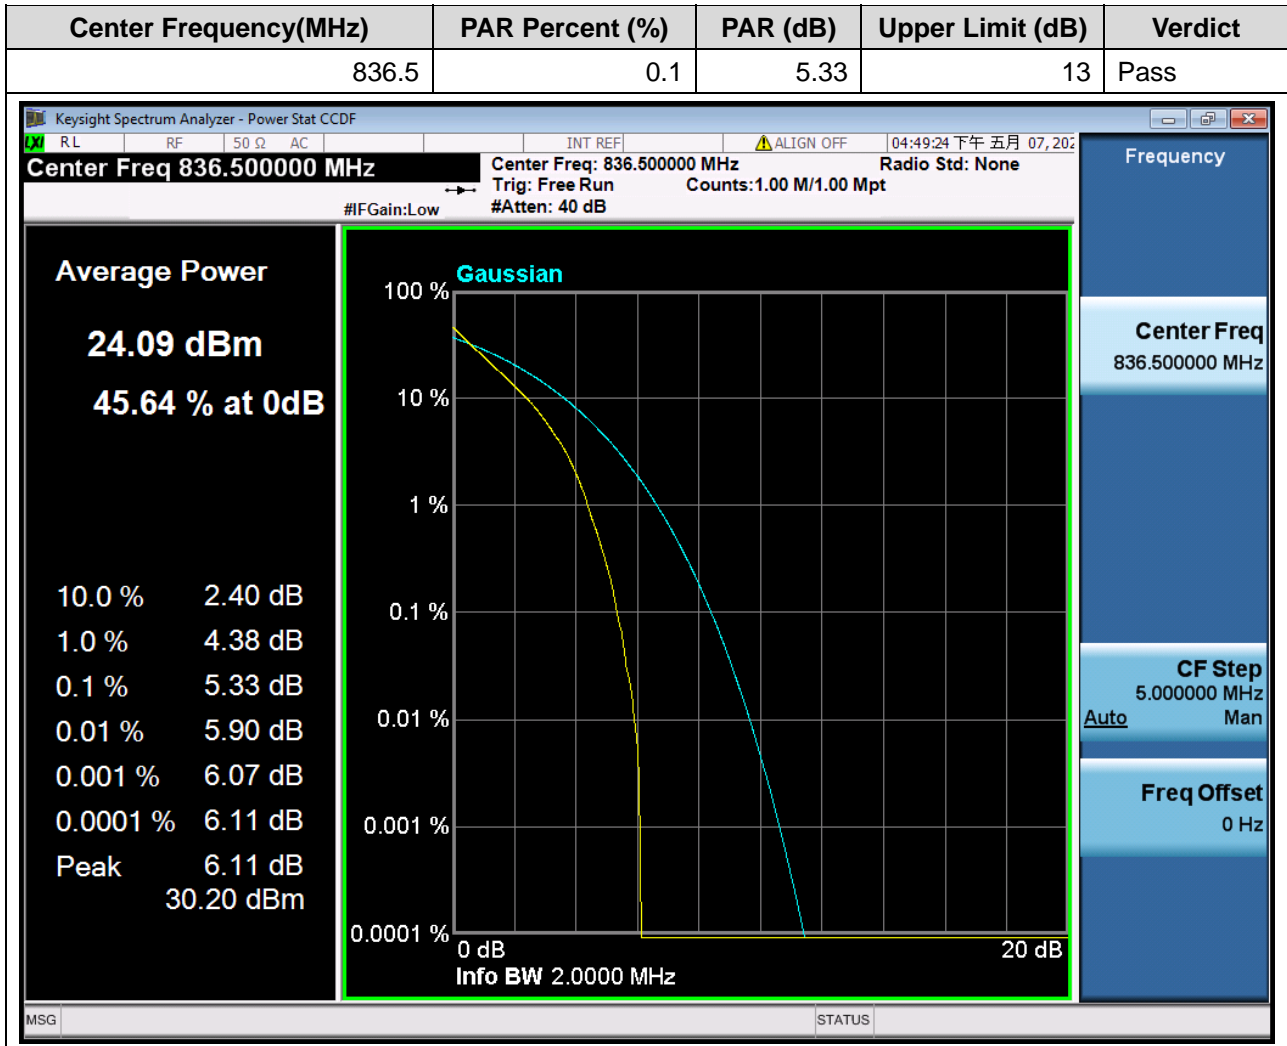 Center Frequency(MHz) PAR Percent (%) PAR (dB) Upper Limit (dB) Verdict
836.5 0.1 5.33 13 Pass
Keysight Spectrum Analyzer - Power Stat CCDF
LXI RL RF 50 Ω AC INT REF ALIGN OFF 04:49:24 下午 五月 07, 202
Center Freq 836.500000 MHz
Center Freq: 836.500000 MHz Radio Std: None
Trig: Free Run Counts:1.00 M/1.00 Mpt
#IFGain:Low #Atten: 40 dB
Average Power
24.09 dBm
45.64 % at 0dB
10.0 % 2.40 dB
1.0 % 4.38 dB
0.1 % 5.33 dB
0.01 % 5.90 dB
0.001 % 6.07 dB
0.0001 % 6.11 dB
Peak 6.11 dB
30.20 dBm
Gaussian
100 %
10 %
1 %
0.1 %
0.01 %
0.001 %
0.0001 %
0 dB 20 dB
Info BW 2.0000 MHz
Frequency
Center Freq
836.500000 MHz
CF Step
5.000000 MHz
Auto Man
Freq Offset
0 Hz
MSG STATUS